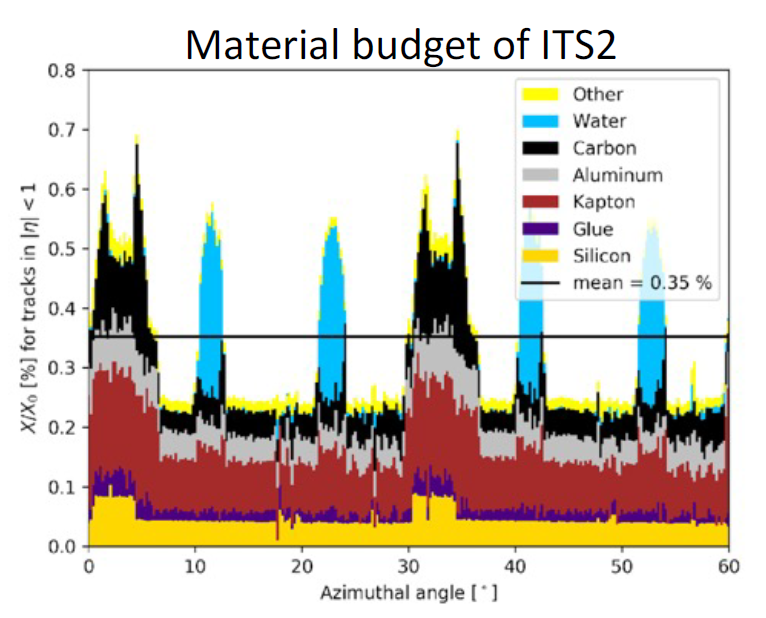 Material budget of ITS2
0.8
0.7
0.6
0.5
0.4
0.3
0.2
0.1
0.0
X/X₀ [%] for tracks in |η| < 1
Other
Water
Carbon
Aluminum
Kapton
Glue
Silicon
mean = 0.35 %
0 10 20 30 40 50 60
Azimuthal angle [°]